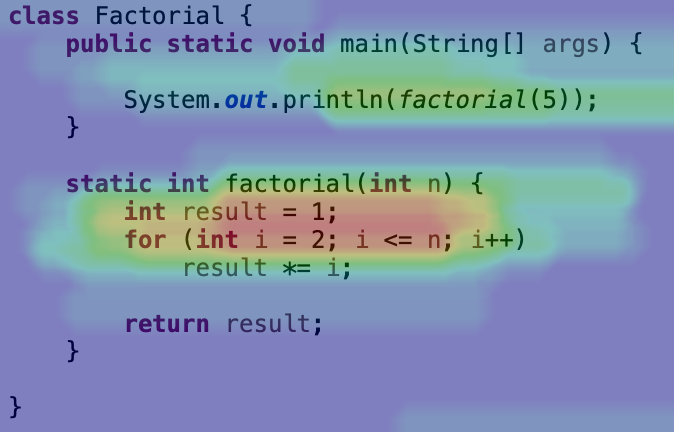 class Factorial {
    public static void main(String[] args) {
        System.out.println(factorial(5));
    }
    static int factorial(int n) {
        int result = 1;
        for (int i = 2; i <= n; i++)
            result *= i;
        return result;
    }
}